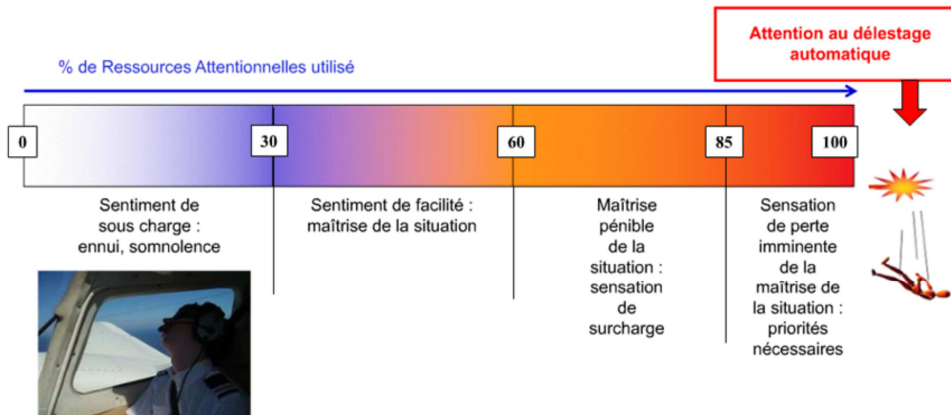 Attention au délestage
automatique
% de Ressources Attentionnelles utilisé
0
30
60
85
100
Sentiment de
sous charge :
ennui, somnolence
Sentiment de facilité :
maîtrise de la situation
Maîtrise
pénible
de la
situation :
sensation
de
surcharge
Sensation
de perte
imminente
de la
maîtrise de
la situation :
priorités
nécessaires